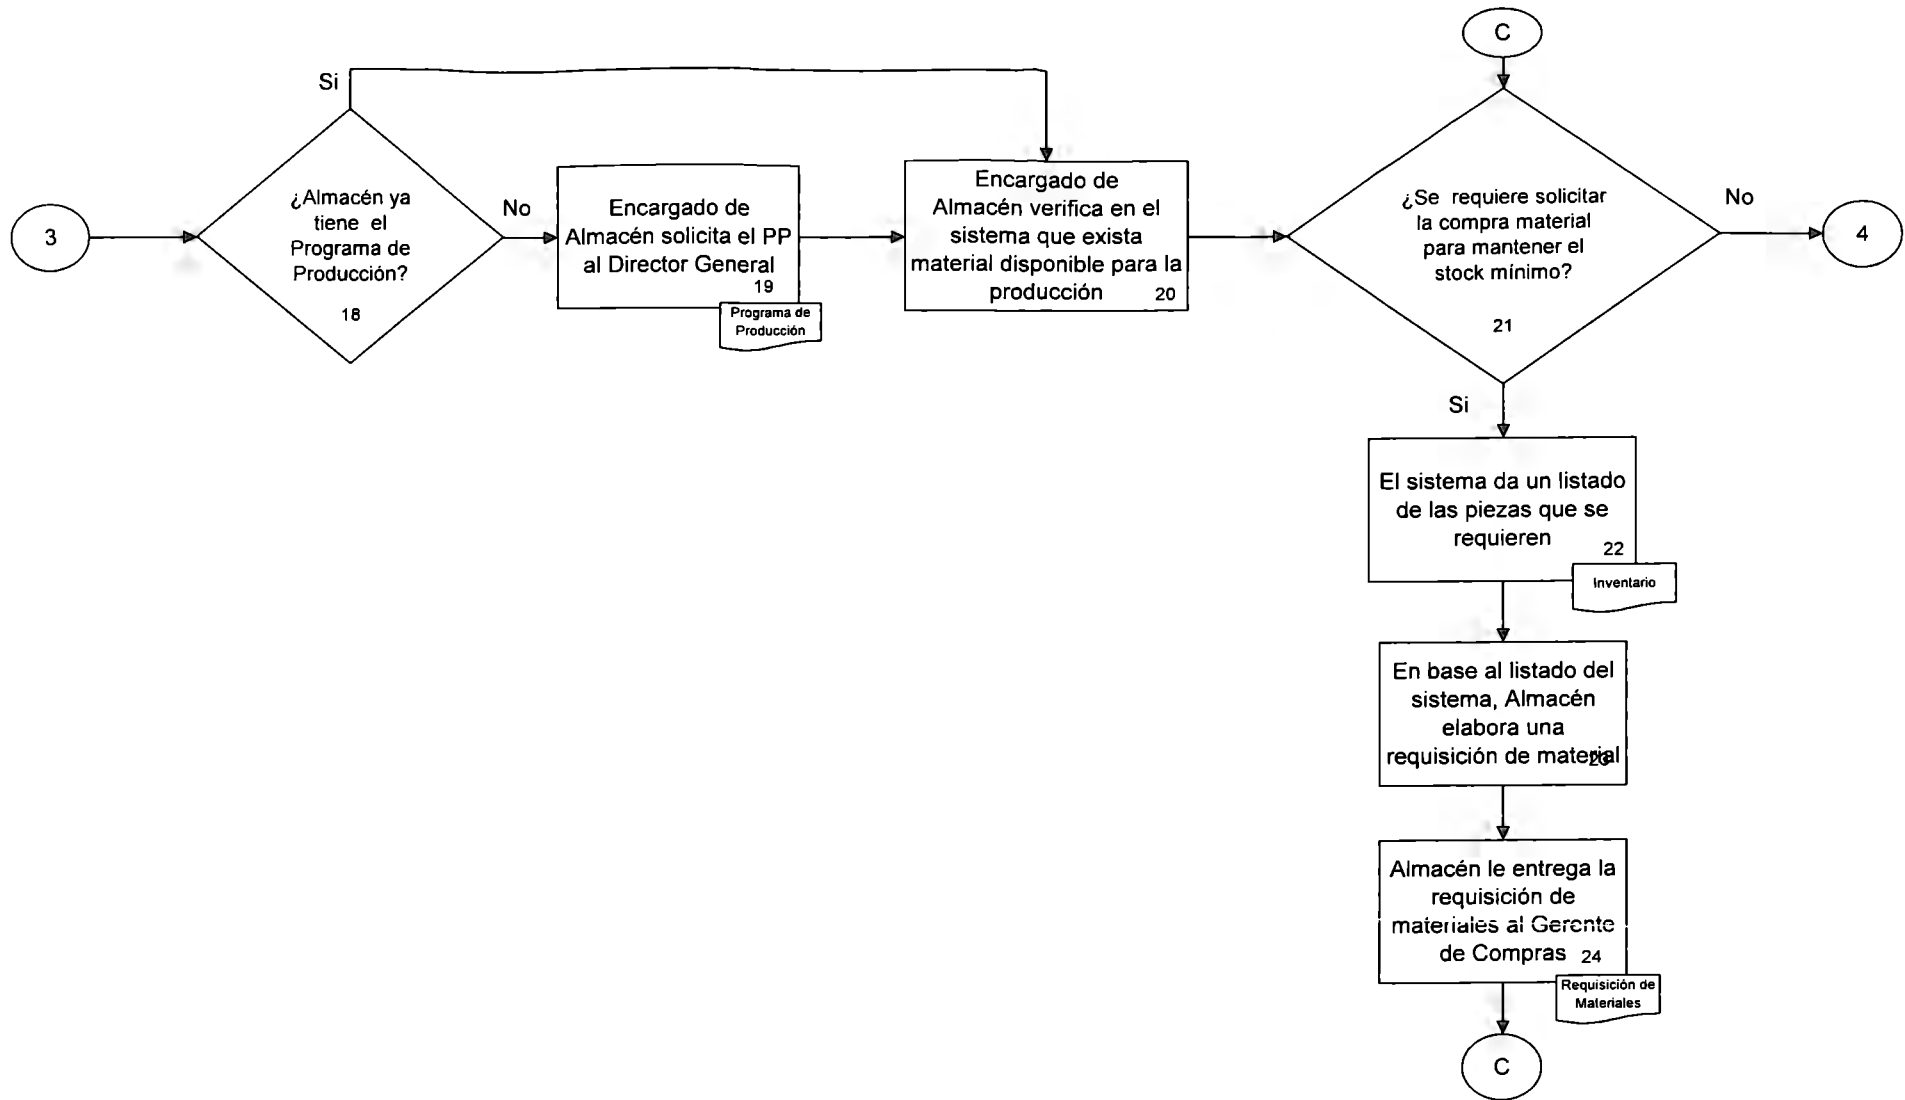 3
¿Almacén ya
tiene el
Programa de
Producción?
18
Si
No
Encargado de
Almacén solicita el PP
al Director General
19
Programa de
Producción
Encargado de
Almacén verifica en el
sistema que exista
material disponible para la
producción
20
C
¿Se requiere solicitar
la compra material
para mantener el
stock mínimo?
21
No
4
Si
El sistema da un listado
de las piezas que se
requieren
22
Inventario
En base al listado del
sistema, Almacén
elabora una
requisición de material
23
Almacén le entrega la
requisición de
materiales al Gerente
de Compras
24
Requisición de
Materiales
C